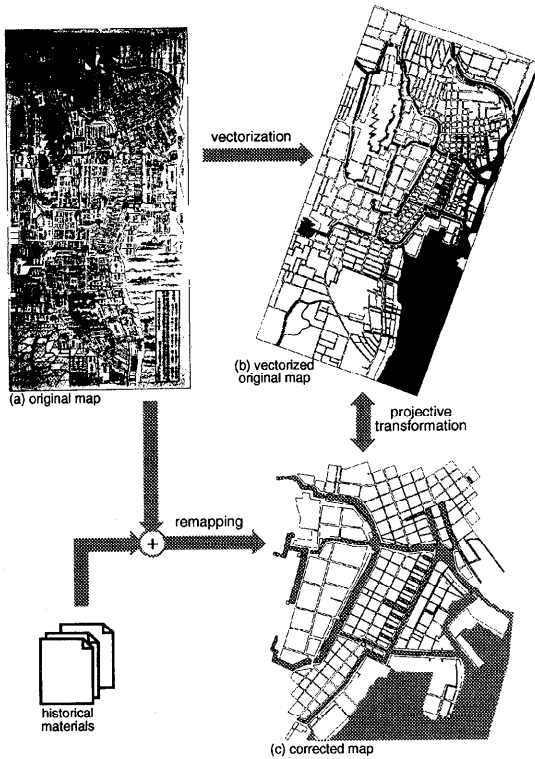 vectorization
(a) original map
(b) vectorized
original map
projective
transformation
remapping
+
historical
materials
(c) corrected map